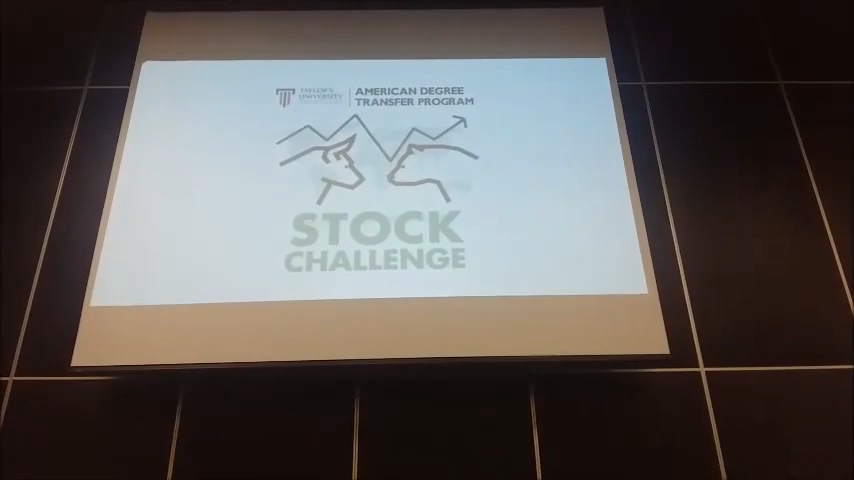 TAYLOR'S
UNIVERSITY
AMERICAN DEGREE
TRANSFER PROGRAM
STOCK
CHALLENGE